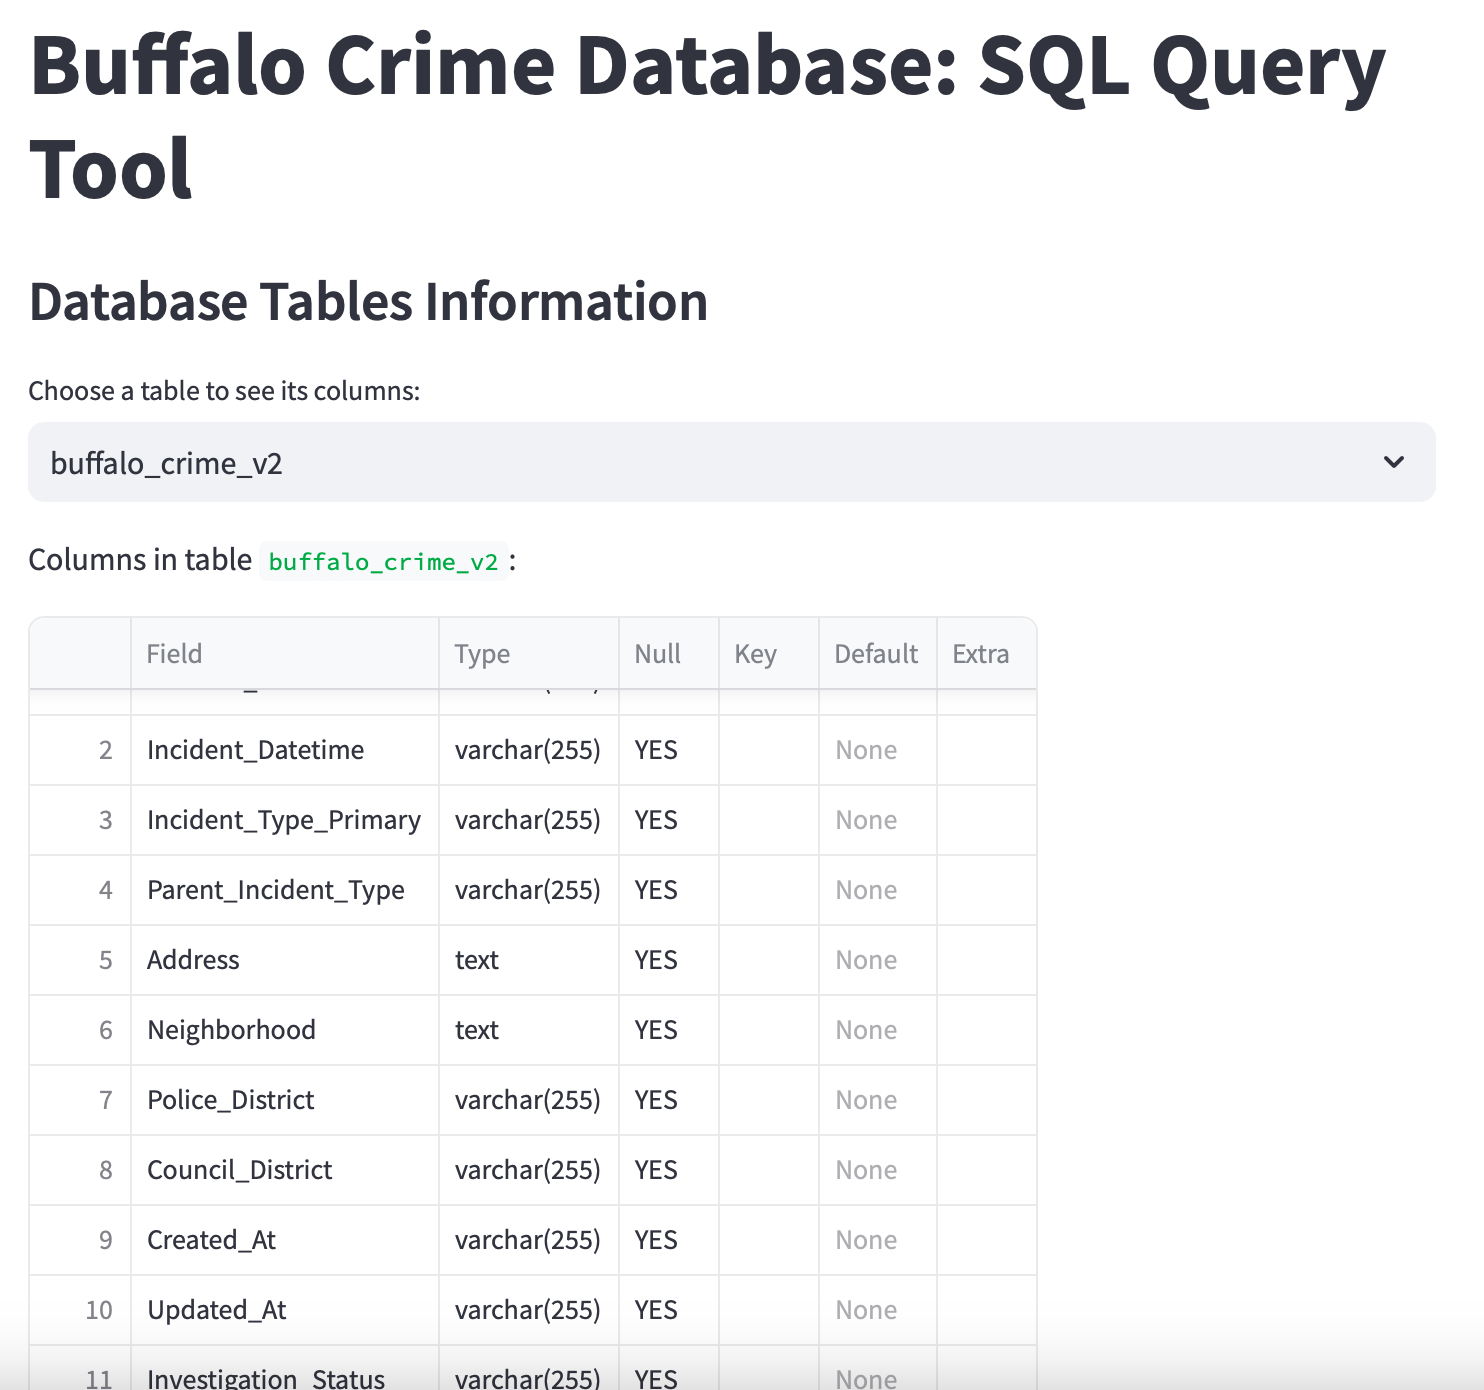 Buffalo Crime Database: SQL Query
Tool
Database Tables Information
Choose a table to see its columns:
buffalo_crime_v2
Columns in table buffalo_crime_v2 :
Field Type Null Key Default Extra
2 Incident_Datetime varchar(255) YES None
3 Incident_Type_Primary varchar(255) YES None
4 Parent_Incident_Type varchar(255) YES None
5 Address text YES None
6 Neighborhood text YES None
7 Police_District varchar(255) YES None
8 Council_District varchar(255) YES None
9 Created_At varchar(255) YES None
10 Updated_At varchar(255) YES None
11 Investigation_Status varchar(255) YES None